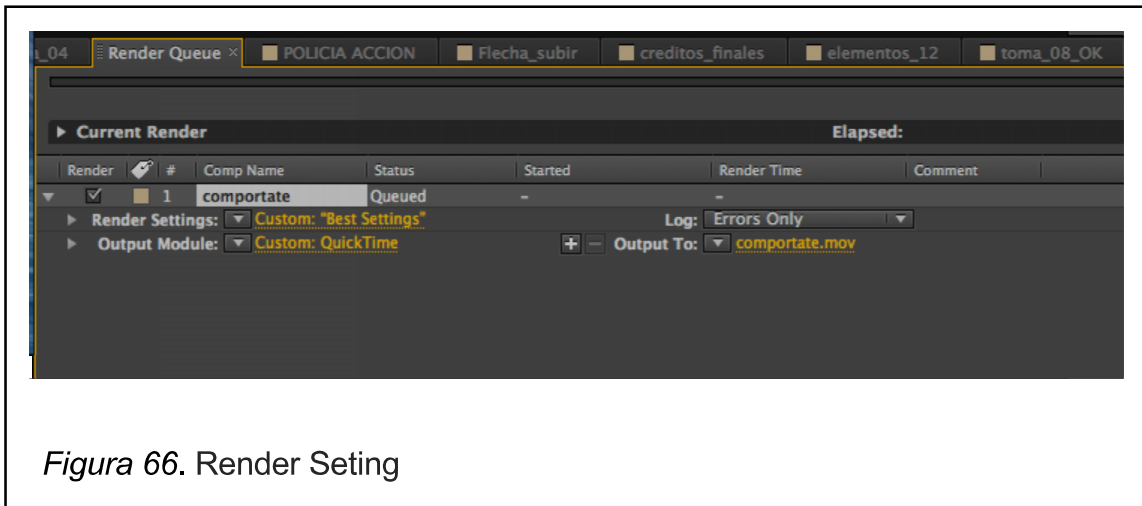 _04 Render Queue × POLICIA ACCION Flecha_subir creditos_finales elementos_12 toma_08_OK
Current Render Elapsed:
Render # Comp Name Status Started Render Time Comment
1 comportate Queued - -
Render Settings: Custom: "Best Settings" Log: Errors Only
Output Module: Custom: QuickTime + - Output To: comportate.mov
Figura 66. Render Seting